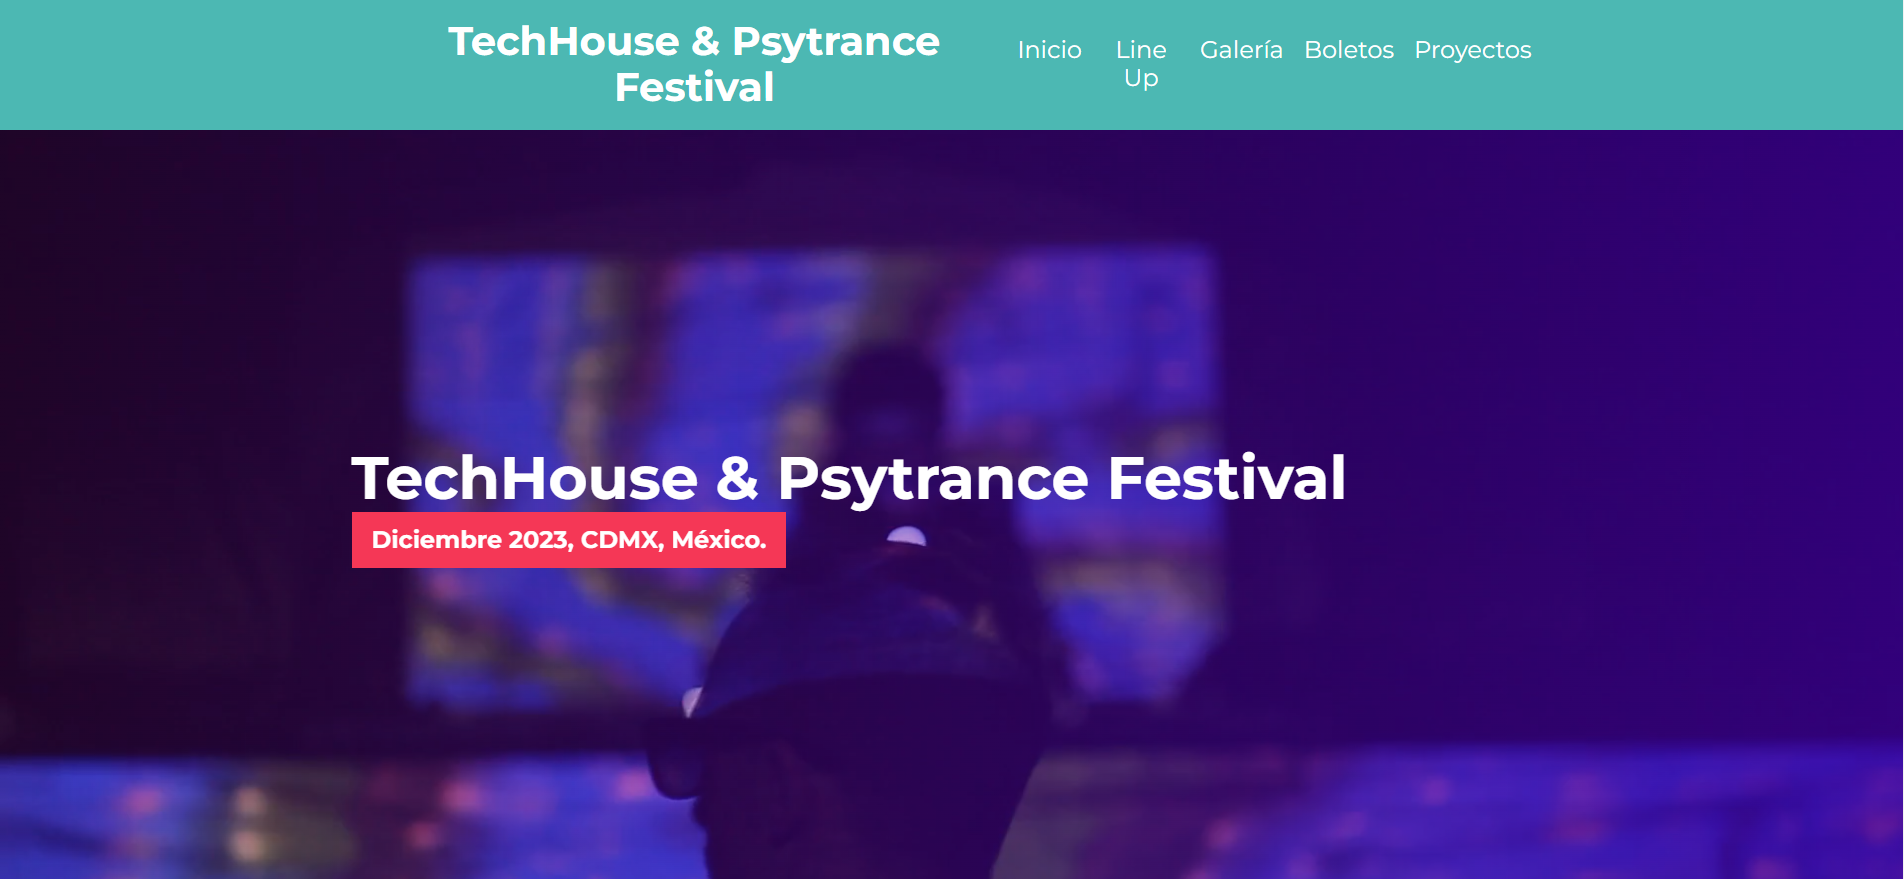 TechHouse & Psytrance
Festival
Inicio
Line
Up
Galería
Boletos
Proyectos
TechHouse & Psytrance Festival
Diciembre 2023, CDMX, México.